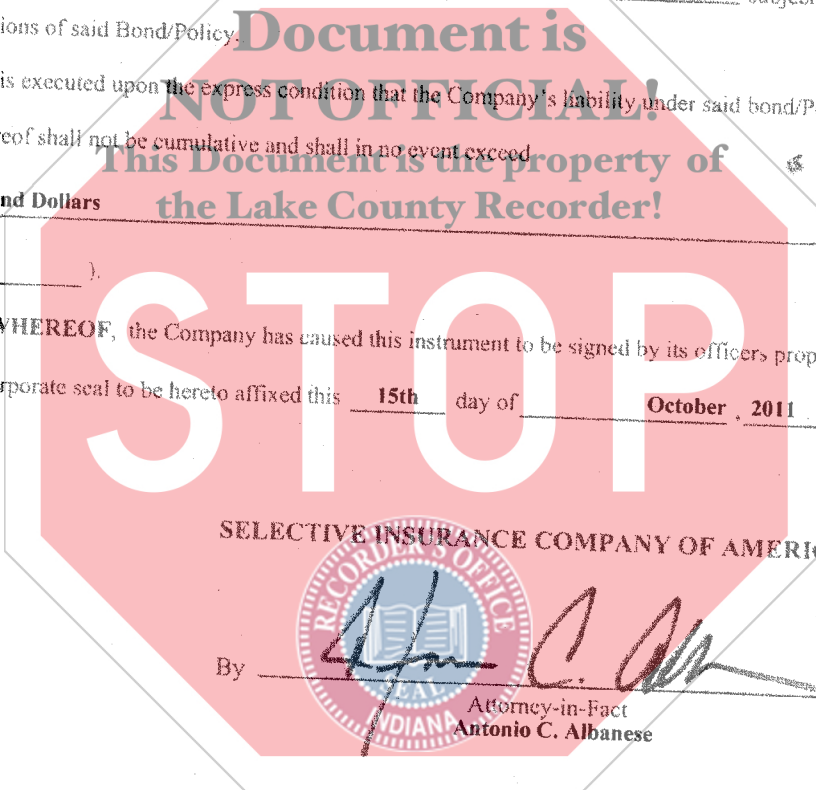 ions of said Bond/Policy.
Document is
is executed upon the express condition that the Company's liability under said bond/P
NOT OFFICIAL!
eof shall not be cumulative and shall in no event exceed
This Document is the property of
nd Dollars
the Lake County Recorder!
).
WHEREOF, the Company has caused this instrument to be signed by its officers prop
rporate seal to be hereto affixed this 15th day of October , 2011
STOP
SELECTIVE INSURANCE COMPANY OF AMERIC
RECORDER'S OFFICE
SEAL
INDIANA
By
Attorney-in-Fact
Antonio C. Albanese